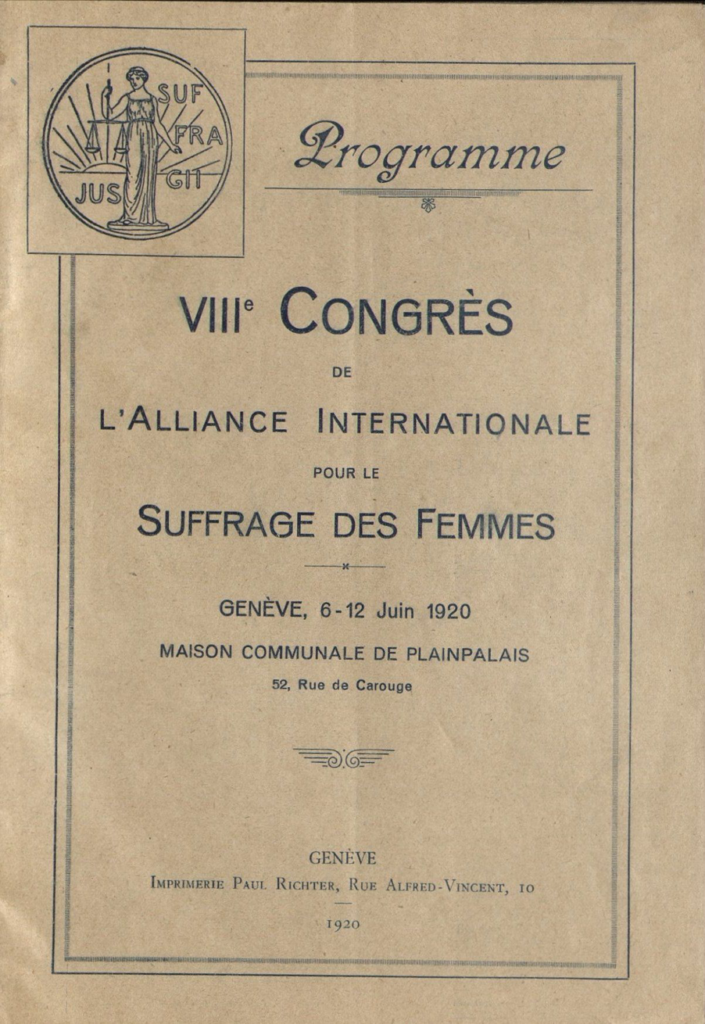 SUF
FRA
JUS GIT
Programme
VIIIe CONGRÈS
DE
L'ALLIANCE INTERNATIONALE
POUR LE
SUFFRAGE DES FEMMES
GENÈVE, 6-12 Juin 1920
MAISON COMMUNALE DE PLAINPALAIS
52, Rue de Carouge
GENÈVE
IMPRIMERIE PAUL RICHTER, RUE ALFRED-VINCENT, 10
1920